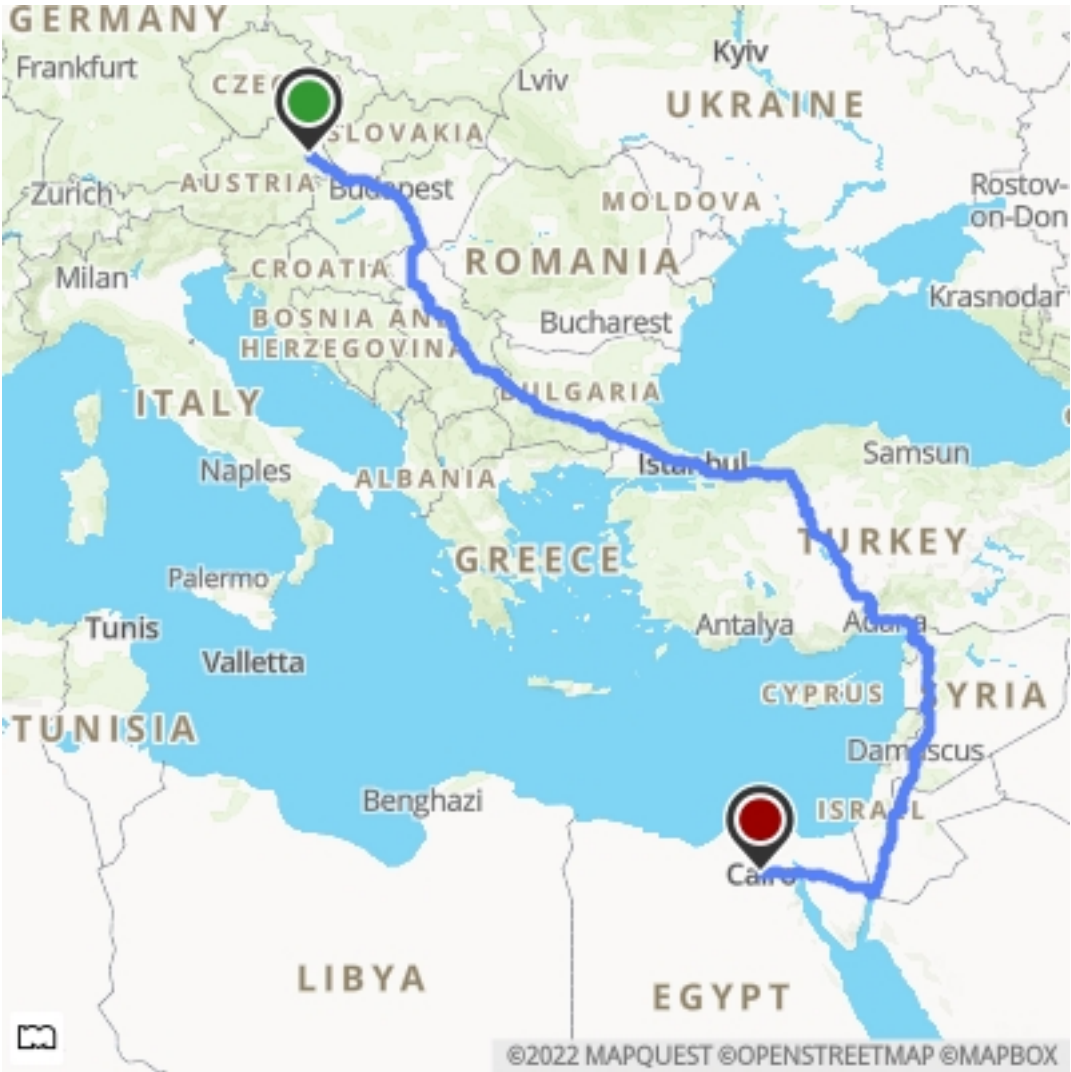 GERMANY
Kyiv
Frankfurt
Lviv
UKRAINE
SLOVAKIA
Zurich
AUSTRIA
Budapest
MOLDOVA
Rostov-
on-Don
ROMANIA
CROATIA
Milan
Krasnodar
BOSNIA AND
HERZEGOVINA
Bucharest
BULGARIA
ITALY
Istanbul
Samsun
Naples
ALBANIA
TURKEY
GREECE
Palermo
Antalya
Adana
Tunis
Valletta
CYPRUS
SYRIA
TUNISIA
Damascus
Benghazi
ISRAEL
Cairo
LIBYA
EGYPT
©2022 MAPQUEST ©OPENSTREETMAP ©MAPBOX